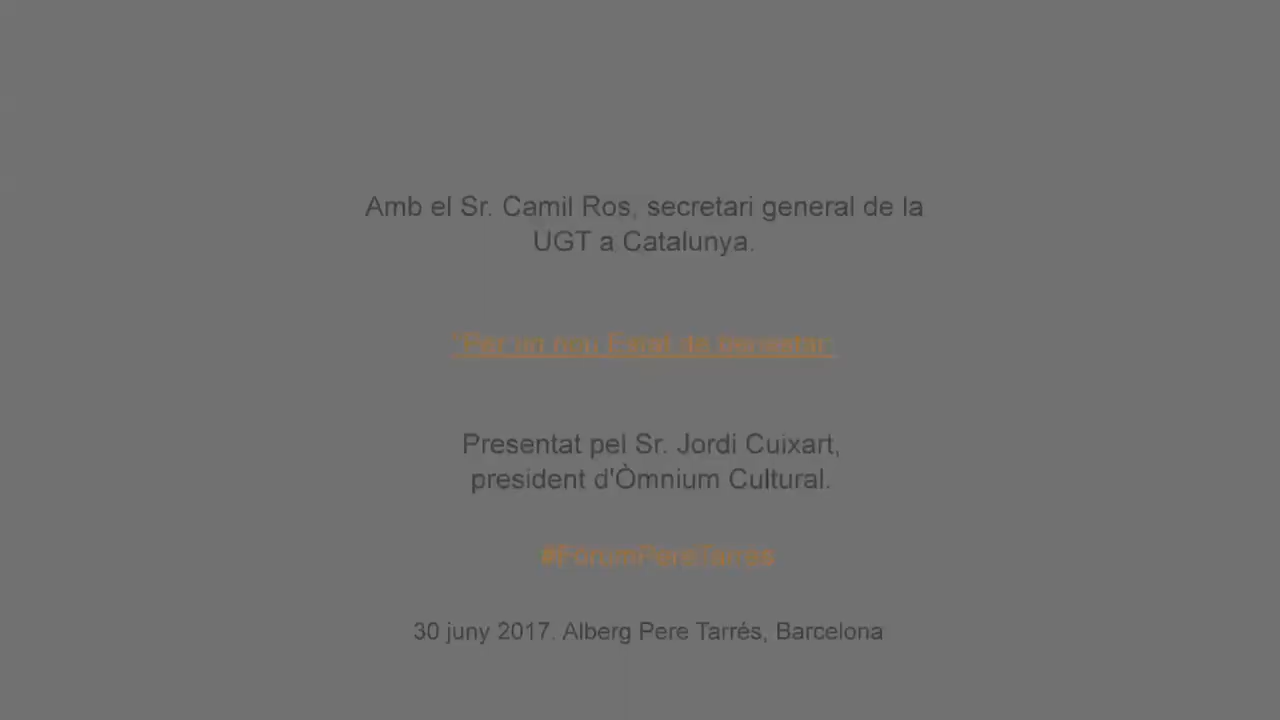 Amb el Sr. Camil Ros, secretari general de la
UGT a Catalunya.
"Per un nou Estat de Benestar"
Presentat pel Sr. Jordi Cuixart,
president d'Òmnium Cultural.
#FòrumPereTarrés
30 juny 2017. Alberg Pere Tarrés, Barcelona